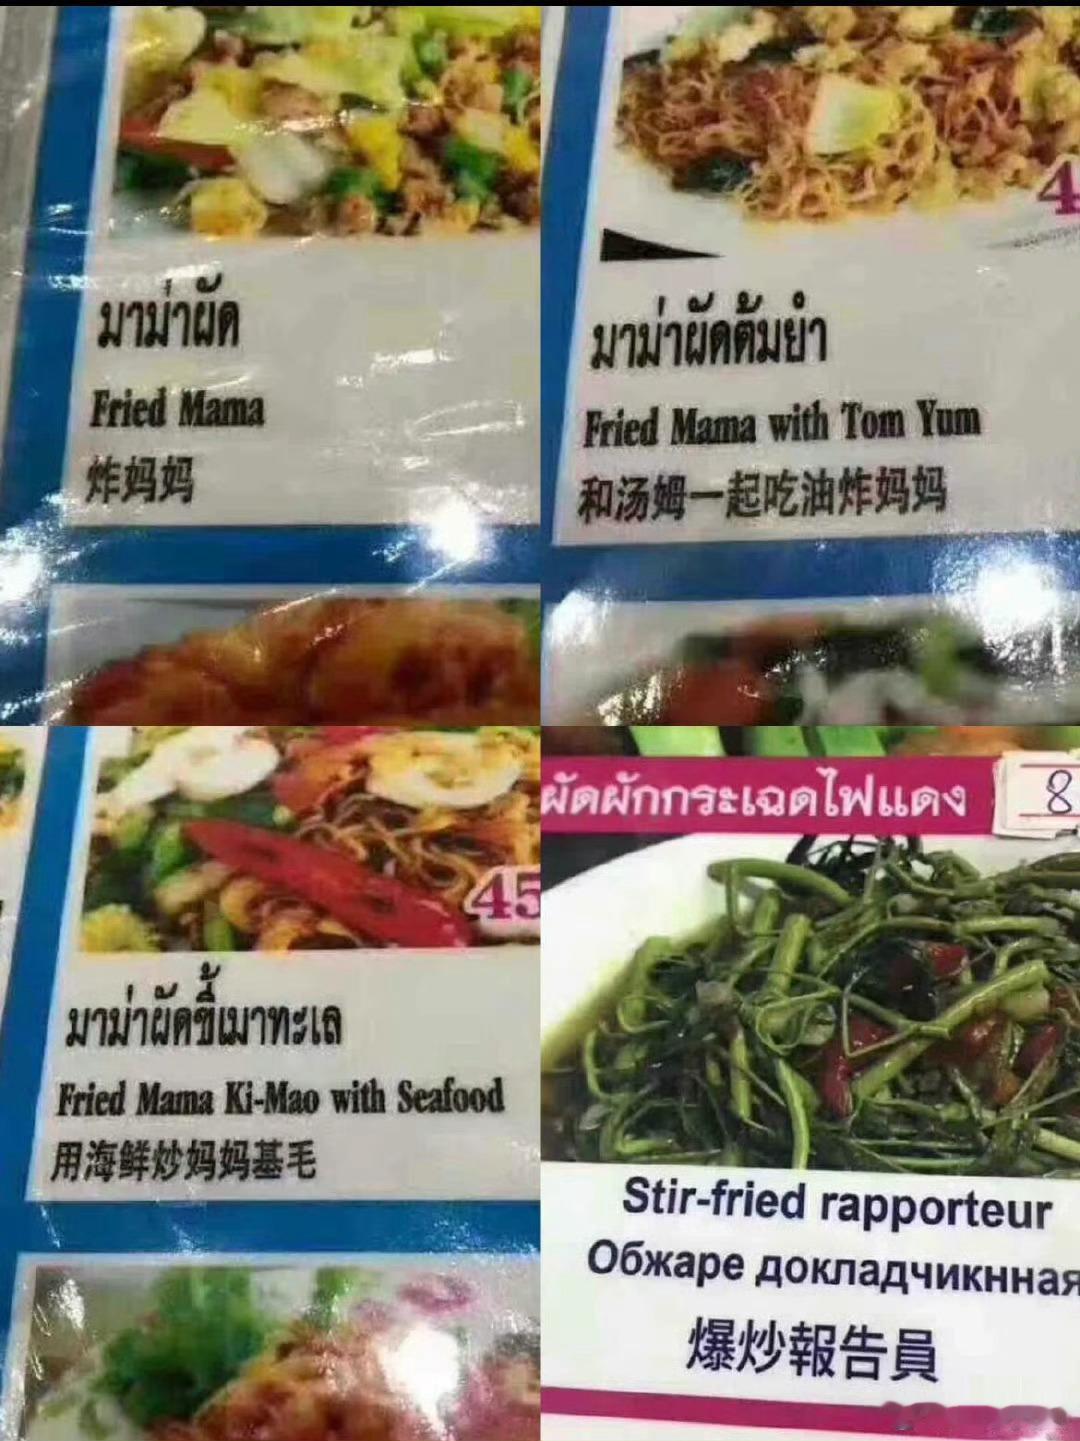 มาม่าผัด
Fried Mama
炸妈妈
4
มาม่าผัดต้มยำ
Fried Mama with Tom Yum
和汤姆一起吃油炸妈妈
45
มาม่าผัดขี้เมาทะเล
Fried Mama Ki-Mao with Seafood
用海鲜炒妈妈基毛
ผัดผักกระเฉดไฟแดง
8
Stir-fried rapporteur
Обжаре докладчикнная
爆炒報告員